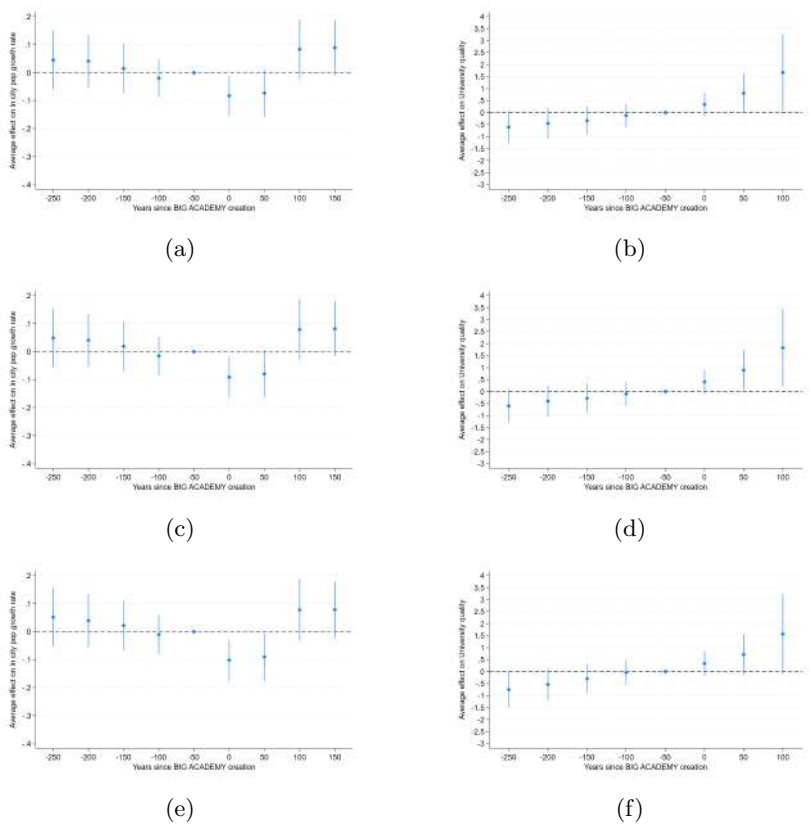 Average effect on ln city pop growth rate
.2
.1
0
-.1
-.2
-.3
-.4
-250 -200 -150 -100 -50 0 50 100 150
Years since BIG ACADEMY creation
(a)
Average effect on University quality
4
3.5
3
2.5
2
1.5
1
.5
0
-.5
-1
-1.5
-2
-2.5
-3
-250 -200 -150 -100 -50 0 50 100
Years since BIG ACADEMY creation
(b)
Average effect on ln city pop growth rate
.2
.1
0
-.1
-.2
-.3
-.4
-250 -200 -150 -100 -50 0 50 100 150
Years since BIG ACADEMY creation
(c)
Average effect on University quality
4
3.5
3
2.5
2
1.5
1
.5
0
-.5
-1
-1.5
-2
-2.5
-3
-250 -200 -150 -100 -50 0 50 100
Years since BIG ACADEMY creation
(d)
Average effect on ln city pop growth rate
.2
.1
0
-.1
-.2
-.3
-.4
-250 -200 -150 -100 -50 0 50 100 150
Years since BIG ACADEMY creation
(e)
Average effect on University quality
4
3.5
3
2.5
2
1.5
1
.5
0
-.5
-1
-1.5
-2
-2.5
-3
-250 -200 -150 -100 -50 0 50 100
Years since BIG ACADEMY creation
(f)